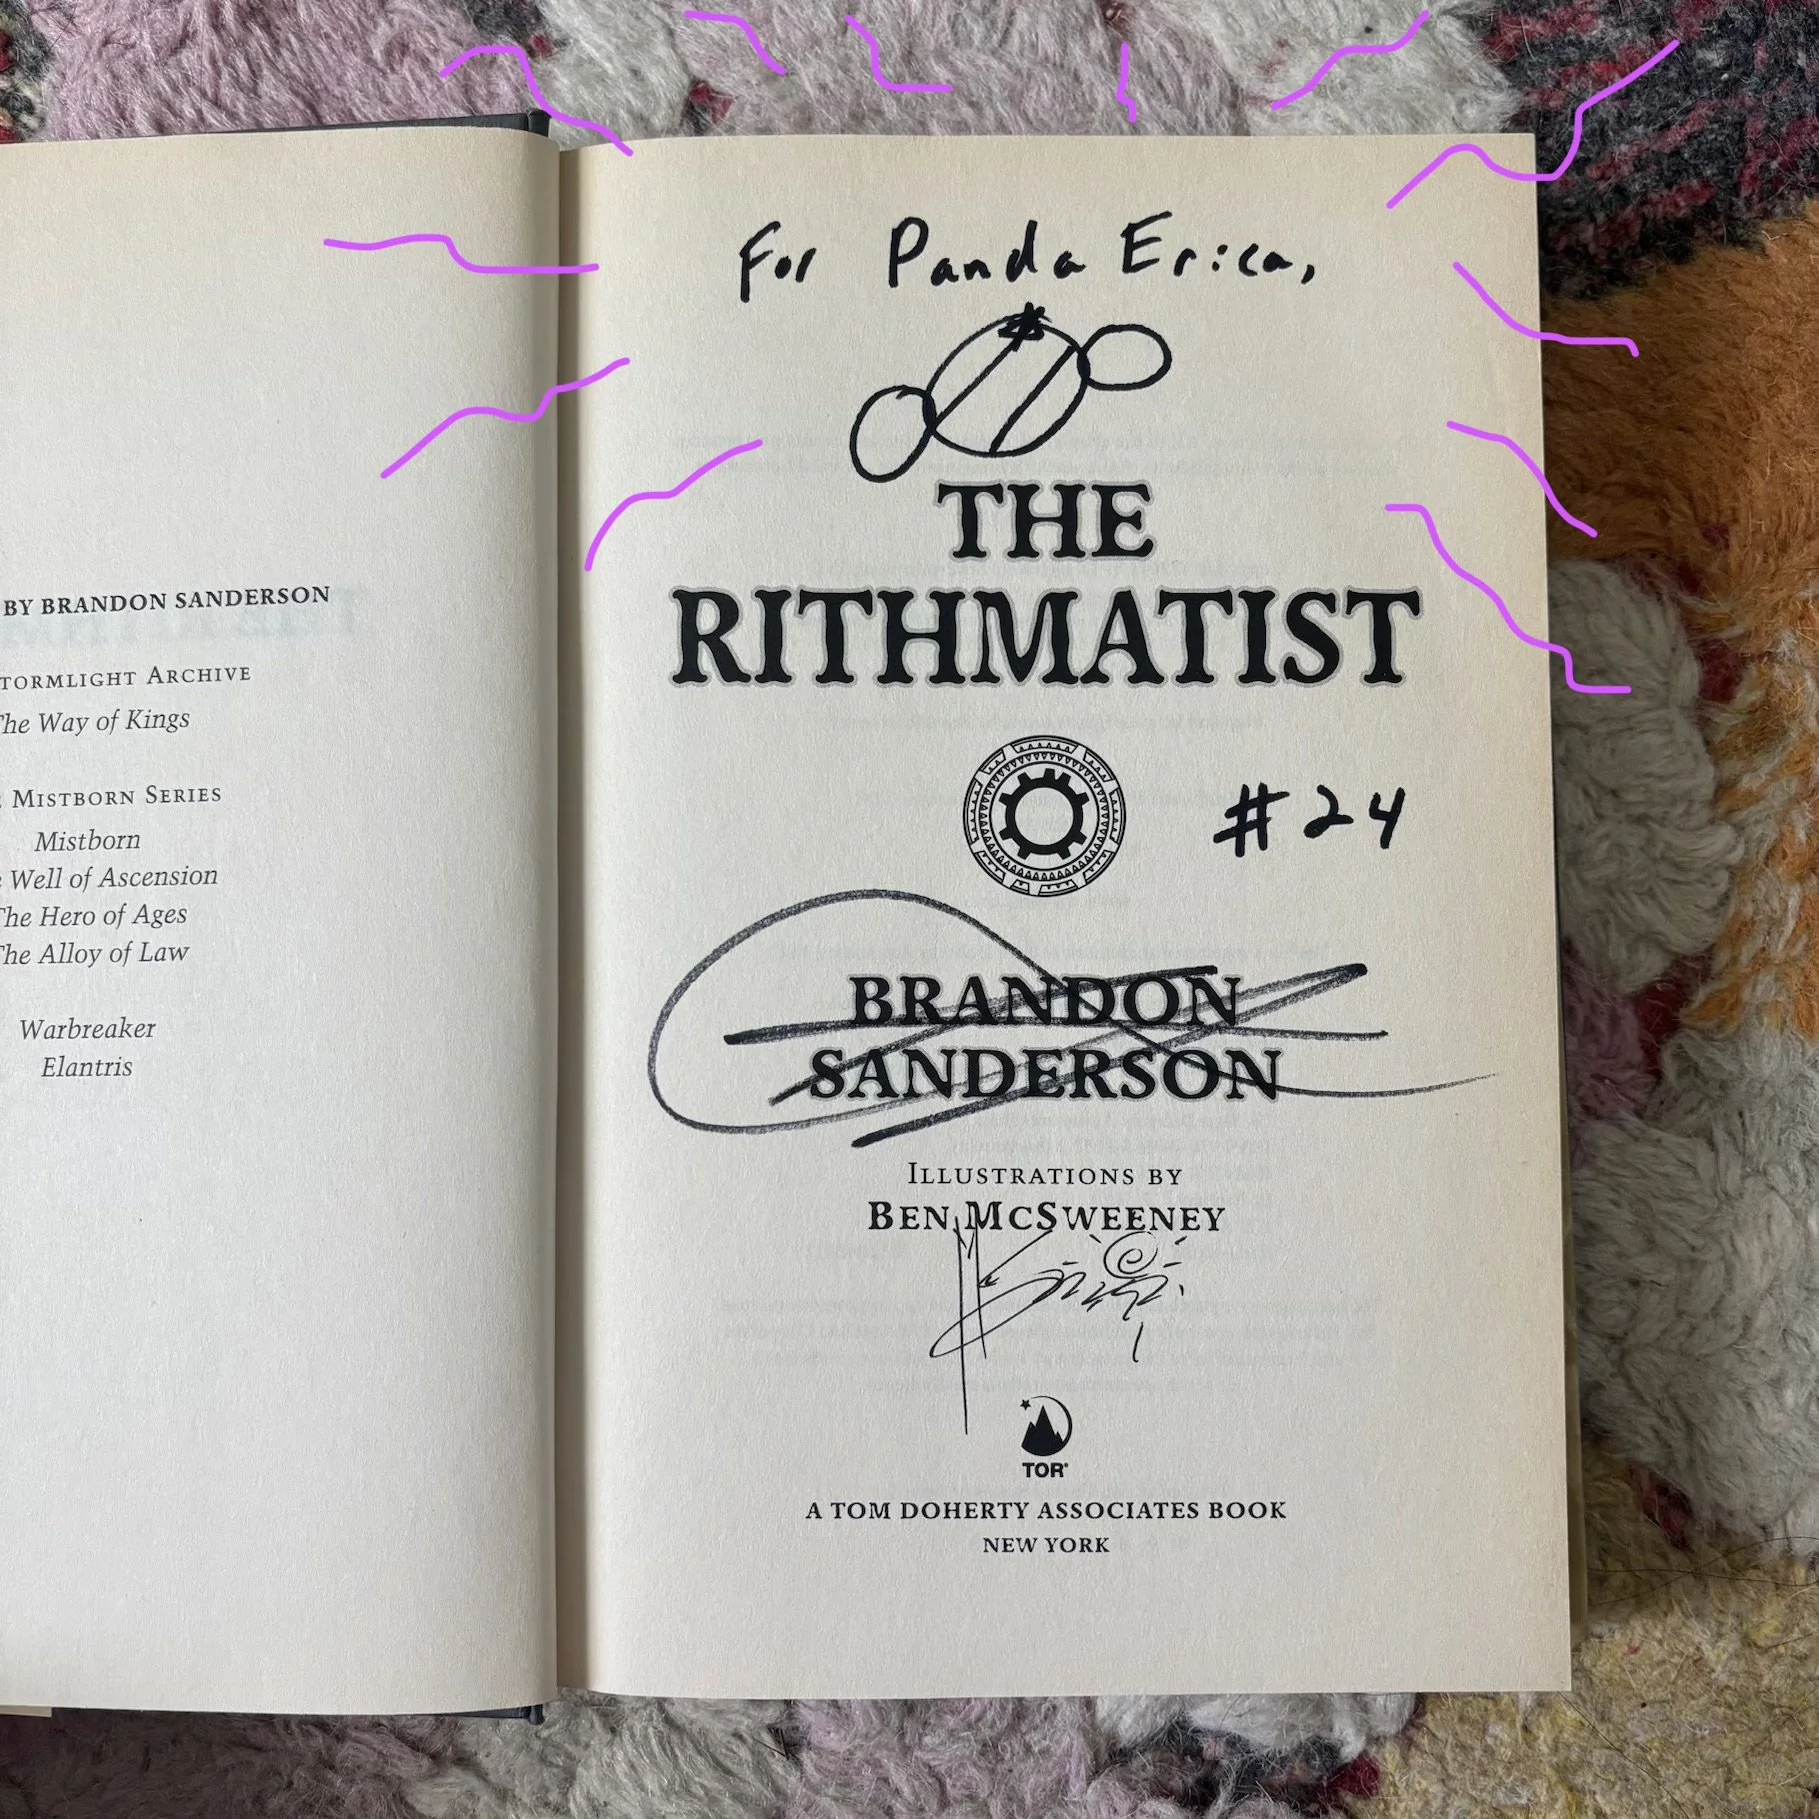 BY BRANDON SANDERSON
TORMLIGHT ARCHIVE
The Way of Kings
MISTBORN SERIES
Mistborn
Well of Ascension
The Hero of Ages
The Alloy of Law
Warbreaker
Elantris
For Panda Erica,
THE
RITHMATIST
#24
BRANDON
SANDERSON
ILLUSTRATIONS BY
BEN MCSWEENEY
TOR®
A TOM DOHERTY ASSOCIATES BOOK
NEW YORK